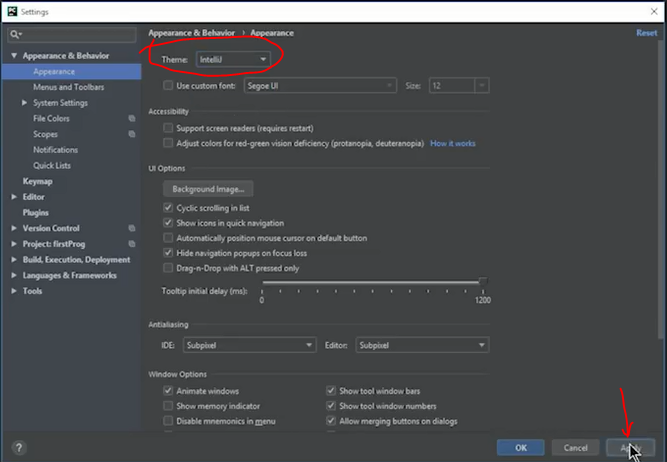 PC Settings
Appearance & Behavior › Appearance
Reset
Appearance & Behavior
Appearance
Menus and Toolbars
System Settings
File Colors
Scopes
Notifications
Quick Lists
Keymap
Editor
Plugins
Version Control
Project: firstProg
Build, Execution, Deployment
Languages & Frameworks
Tools
Theme: IntelliJ
Use custom font: Segoe UI Size: 12
Accessibility
Support screen readers (requires restart)
Adjust colors for red-green vision deficiency (protanopia, deuteranopia) How it works
UI Options
Background Image...
Cyclic scrolling in list
Show icons in quick navigation
Automatically position mouse cursor on default button
Hide navigation popups on focus loss
Drag-n-Drop with ALT pressed only
Tooltip initial delay (ms):
0 1200
Antialiasing
IDE: Subpixel Editor: Subpixel
Window Options
Animate windows Show tool window bars
Show memory indicator Show tool window numbers
Disable mnemonics in menu Allow merging buttons on dialogs
? OK Cancel Apply